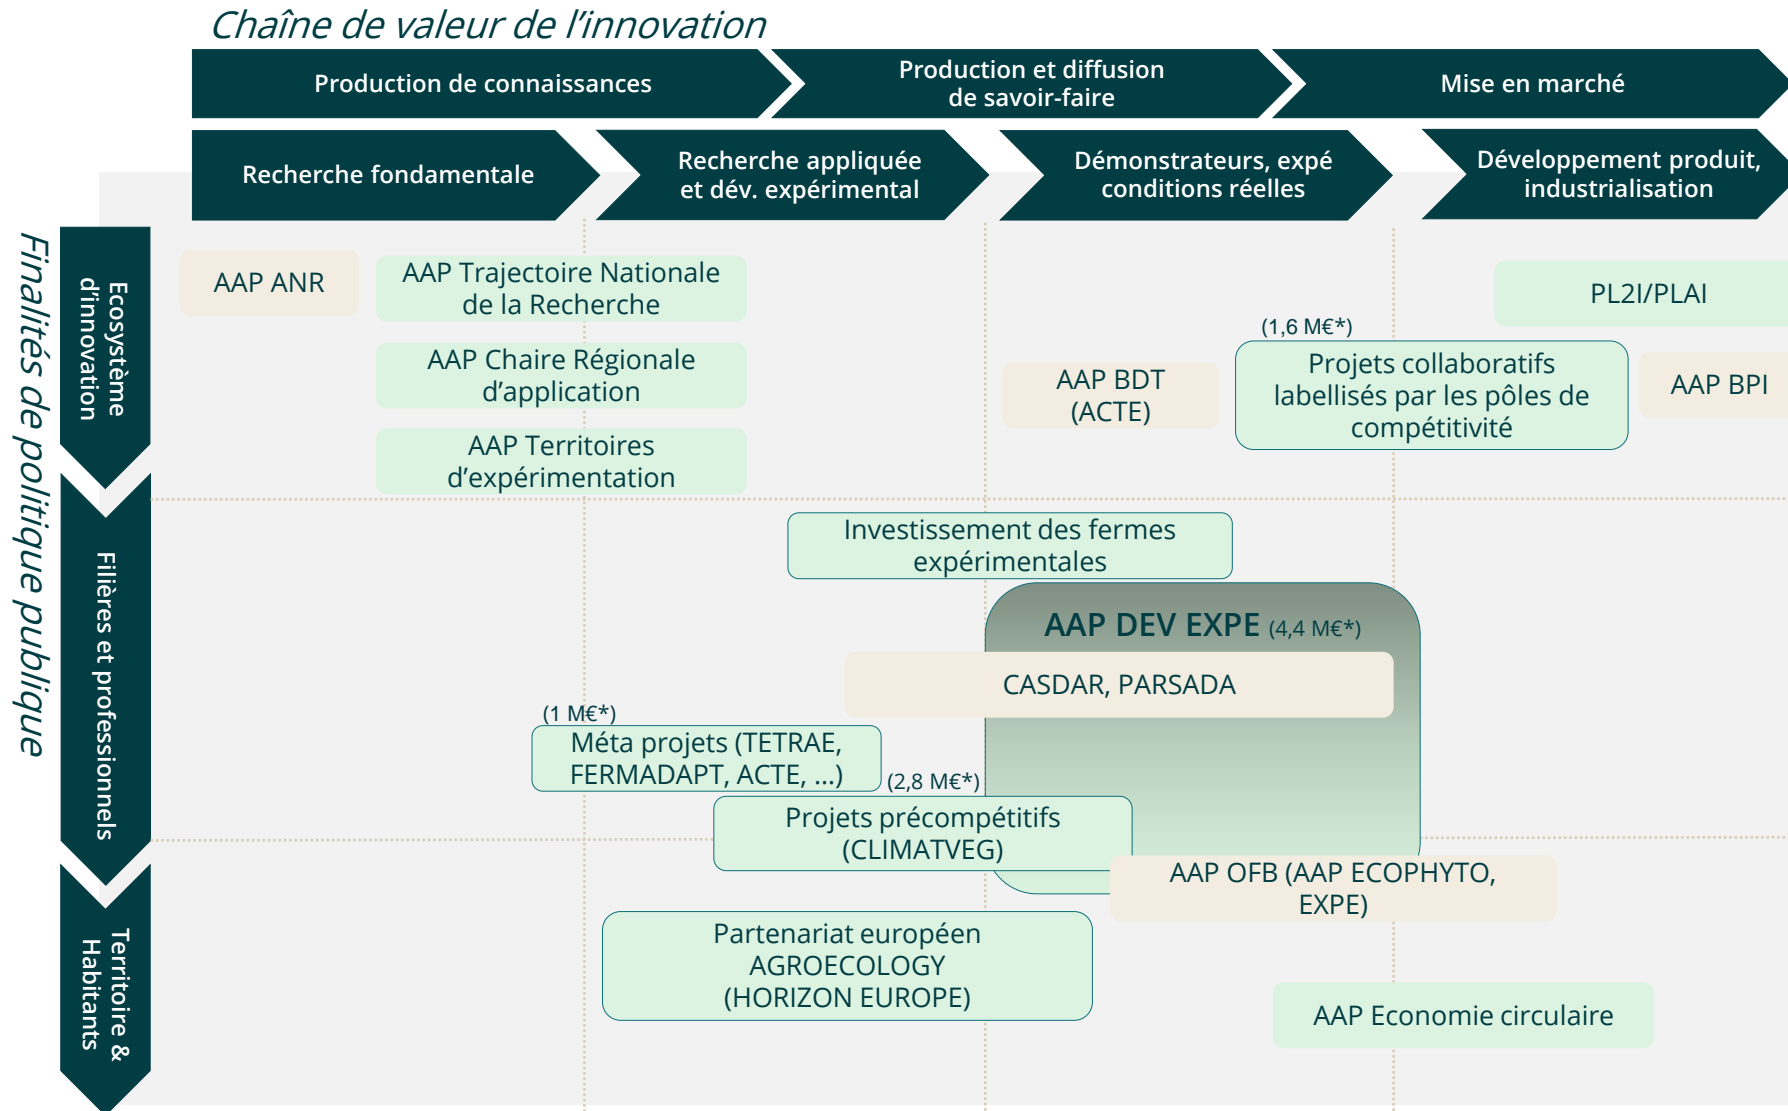 Chaîne de valeur de l'innovation
Production de connaissances
Production et diffusion
de savoir-faire
Mise en marché
Recherche fondamentale
Recherche appliquée
et dév. expérimental
Démonstrateurs, expé
conditions réelles
Développement produit,
industrialisation
Finalités de politique publique
Ecosystème
d'innovation
AAP ANR
AAP Trajectoire Nationale
de la Recherche
AAP Chaire Régionale
d'application
AAP Territoires
d'expérimentation
AAP BDT
(ACTE)
(1,6 M€*)
Projets collaboratifs
labellisés par les pôles de
compétitivité
PL2I/PLAI
AAP BPI
Filières et professionnels
Investissement des fermes
expérimentales
AAP DEV EXPE (4,4 M€*)
CASDAR, PARSADA
(1 M€*)
Méta projets (TETRAE,
FERMADAPT, ACTE, ...)
(2,8 M€*)
Projets précompétitifs
(CLIMATVEG)
Territoire &
Habitants
AAP OFB (AAP ECOPHYTO,
EXPE)
Partenariat européen
AGROECOLOGY
(HORIZON EUROPE)
AAP Economie circulaire